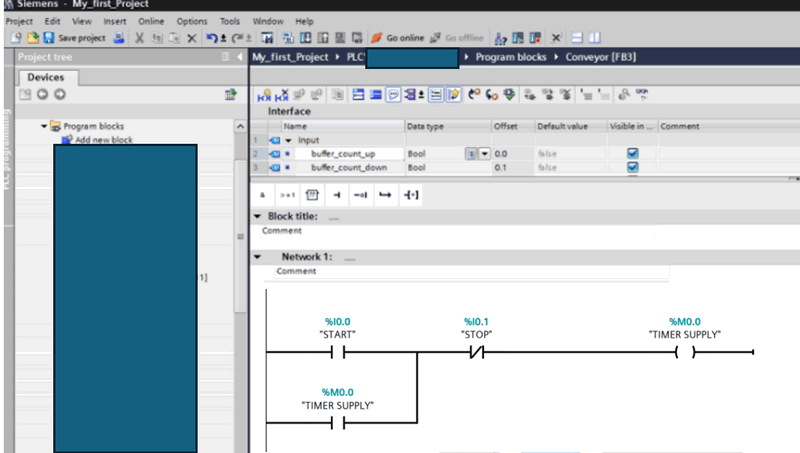 Siemens - My_first_Project
Project Edit View Insert Online Options Tools Window Help
Save project Go online Go offline
Project tree
My_first_Project PLC Program blocks Conveyor [FB3]
Devices
PLC programming
Interface
Name Data type Offset Default value Visible in ... Comment
1 Input
2 buffer_count_up Bool 0.0 false
3 buffer_count_down Bool 0.1 false
Program blocks
Add new block
1]
& >=1
Block title: ...
Comment
Network 1: ...
Comment
%I0.0 %I0.1 %M0.0
"START" "STOP" "TIMER SUPPLY"
%M0.0
"TIMER SUPPLY"